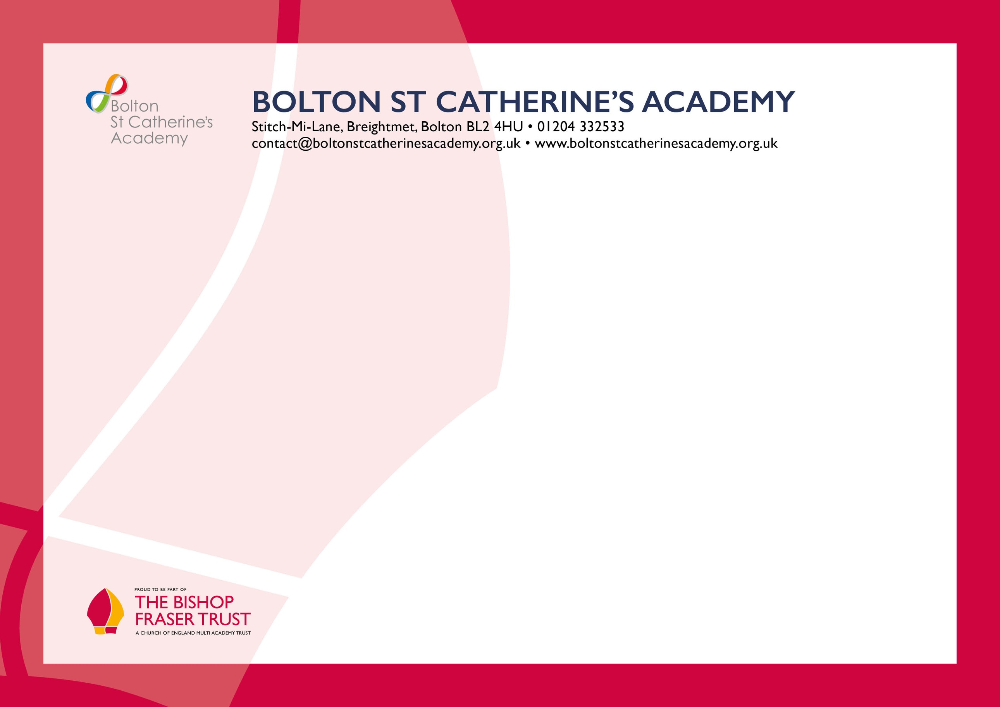 Bolton
St Catherine’s
Academy
BOLTON ST CATHERINE’S ACADEMY
Stitch-Mi-Lane, Breightmet, Bolton BL2 4HU • 01204 332533
contact@boltonstcatherinesacademy.org.uk • www.boltonstcatherinesacademy.org.uk
PROUD TO BE PART OF
THE BISHOP
FRASER TRUST
A CHURCH OF ENGLAND MULTI ACADEMY TRUST